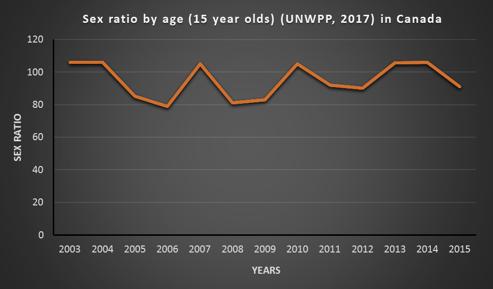 Sex ratio by age (15 year olds) (UNWPP, 2017) in Canada
120
100
80
60
40
20
0
SEX RATIO
2003 2004 2005 2006 2007 2008 2009 2010 2011 2012 2013 2014 2015
YEARS